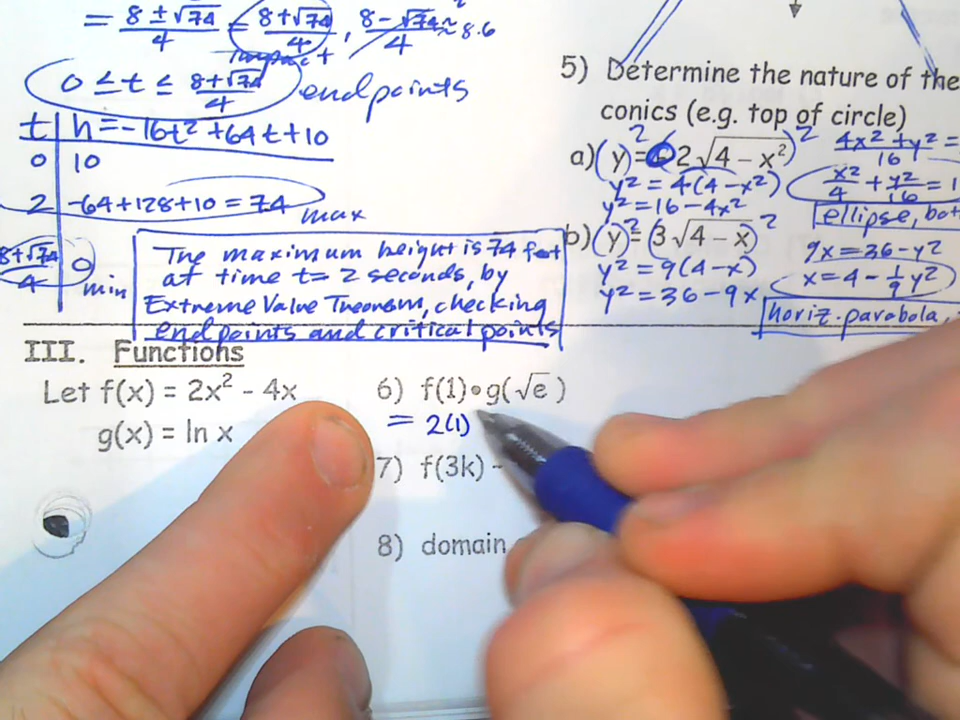 = 8±√74/4 = 8+√74/4, 8-√74/4 ≈ 8.6
impact
0 ≤ t ≤ 8+√74/4 endpoints
t | h = -16t² + 64t + 10
0 | 10
2 | -64+128+10 = 74 max
8+√74/4 | 0 min
The maximum height is 74 feet
at time t = 2 seconds, by
Extreme Value Theorem, checking
endpoints and critical points
5) Determine the nature of the
conics (e.g. top of circle)
a) (y)² = (2√4 - x²)²
y² = 4(4-x²)
y² = 16-4x²
4x²+y² =
16
x²/4 + y²/16 = 1
ellipse, bot
b) (y)² = (3√4 - x)²
y² = 9(4-x)
y² = 36-9x
9x = 36-y²
x = 4 - 1/9 y²
horiz. parabola,
III. Functions
Let f(x) = 2x² - 4x
g(x) = ln x
6) f(1)•g(√e )
= 2(1)
7) f(3k) -
8) domain